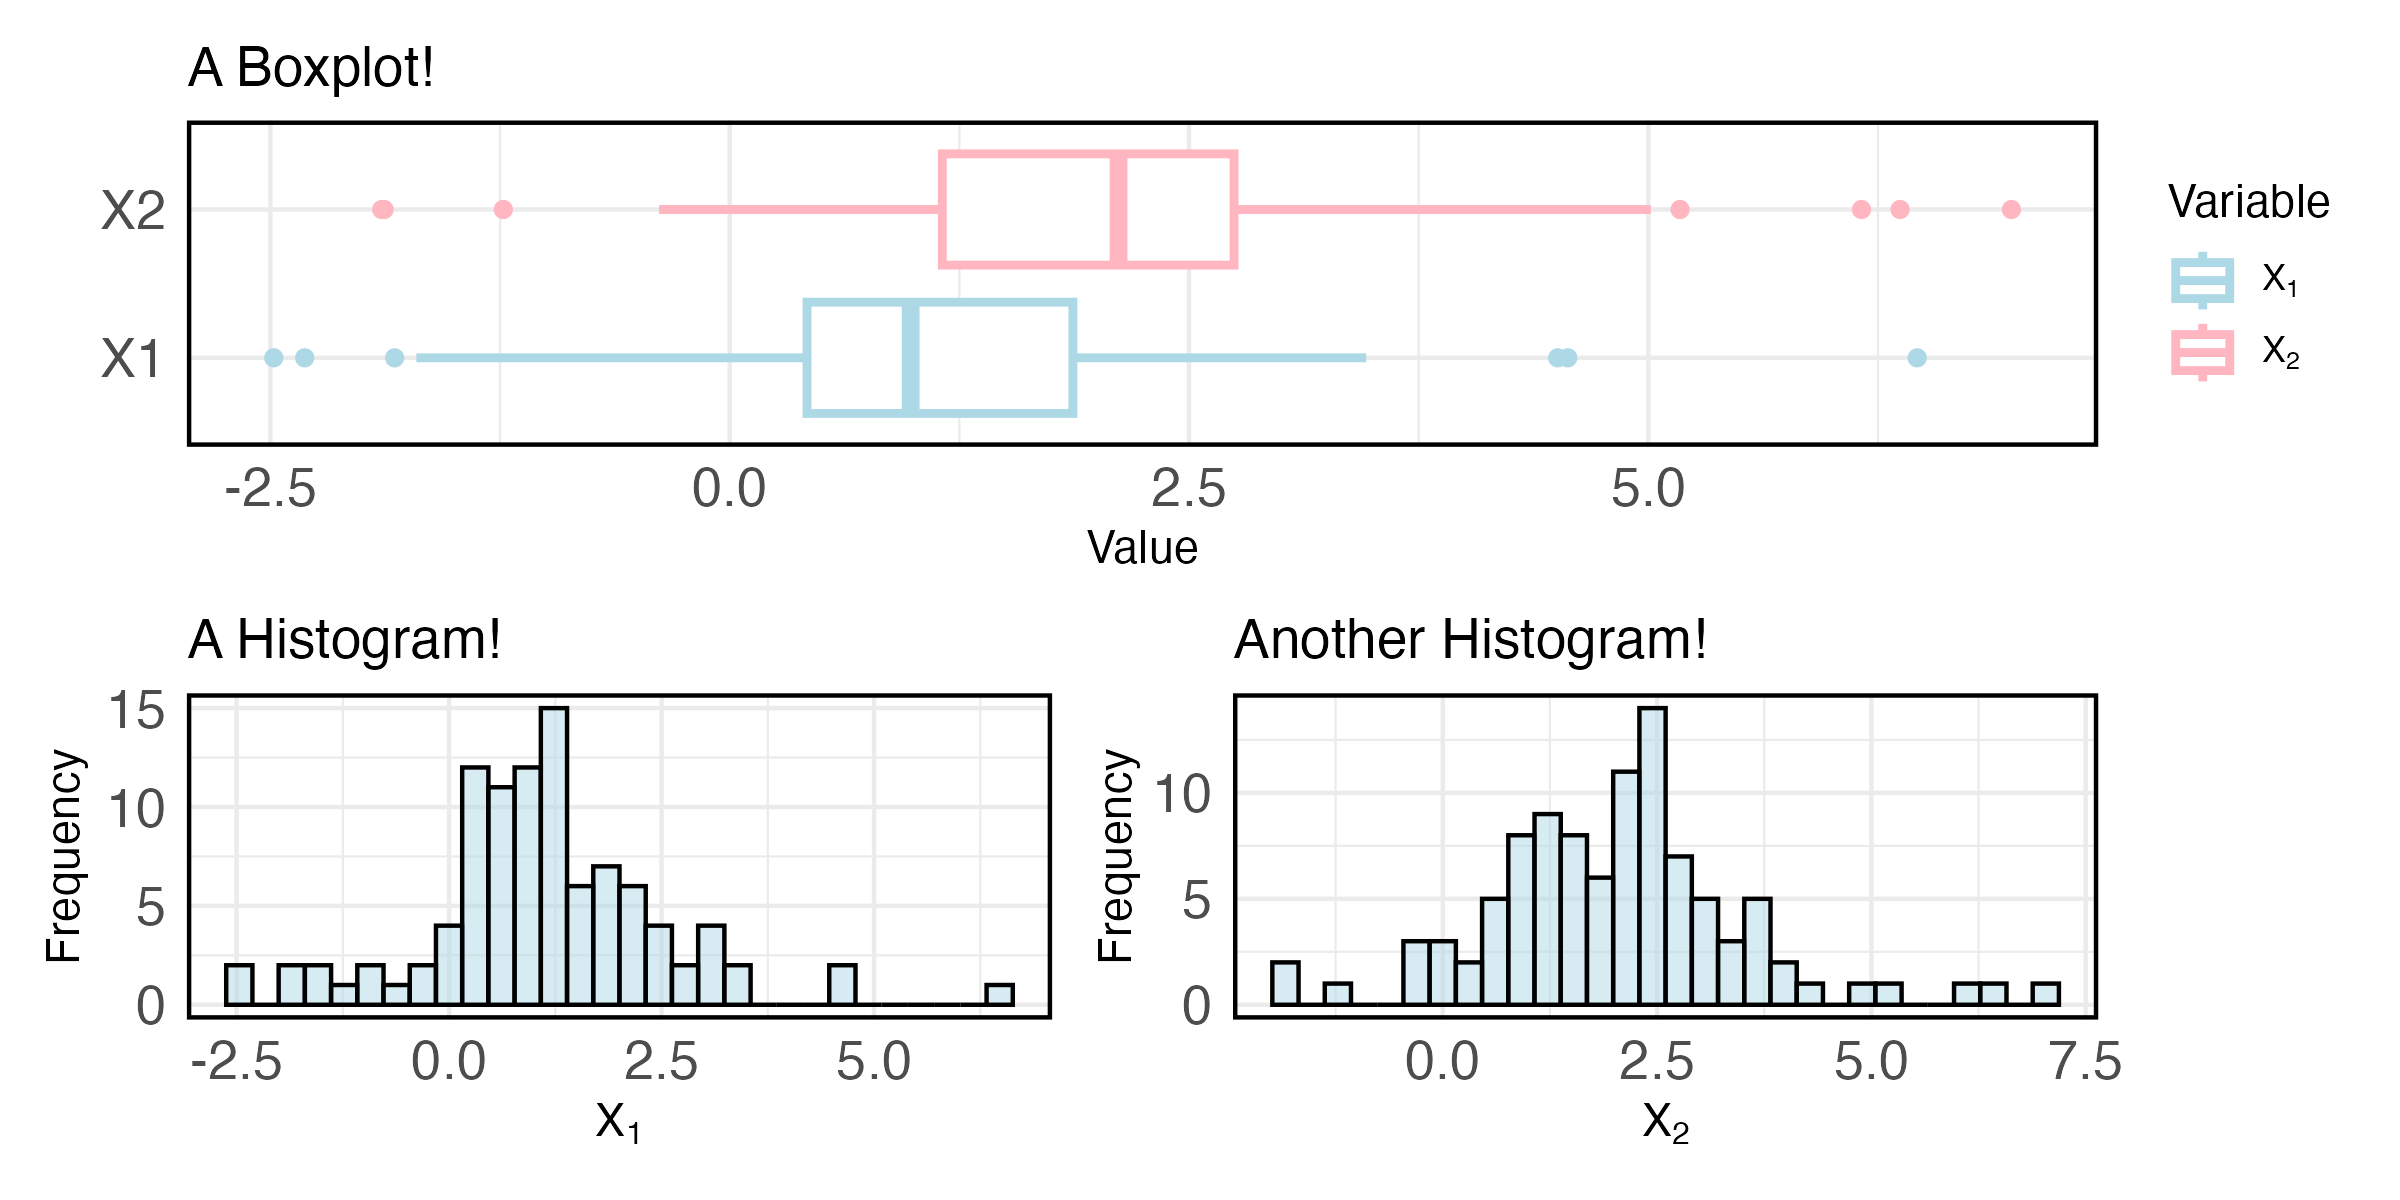 A Boxplot!
X2
X1
-2.5 0.0 2.5 5.0
Value
Variable
X₁
X₂
A Histogram!
15
10
5
0
Frequency
-2.5 0.0 2.5 5.0
X₁
Another Histogram!
10
5
0
Frequency
0.0 2.5 5.0 7.5
X₂